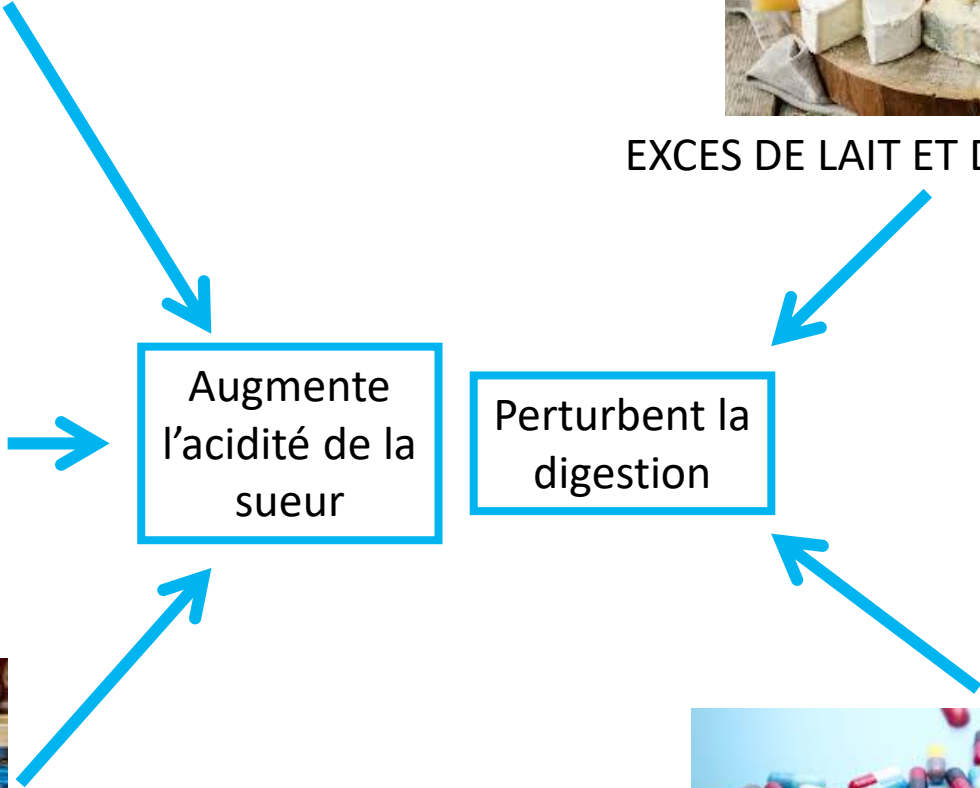 EXCES DE LAIT ET
Augmente
l’acidité de la
sueur
Perturbent la
digestion